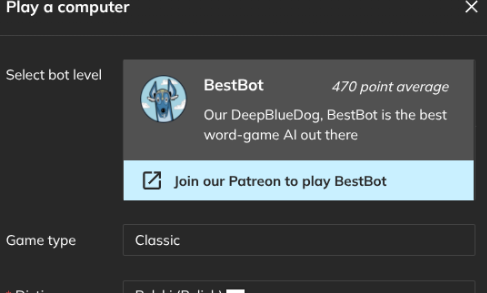 Play a computer
Select bot level
BestBot
470 point average
Our DeepBlueDog, BestBot is the best
word-game AI out there
Join our Patreon to play BestBot
Game type
Classic